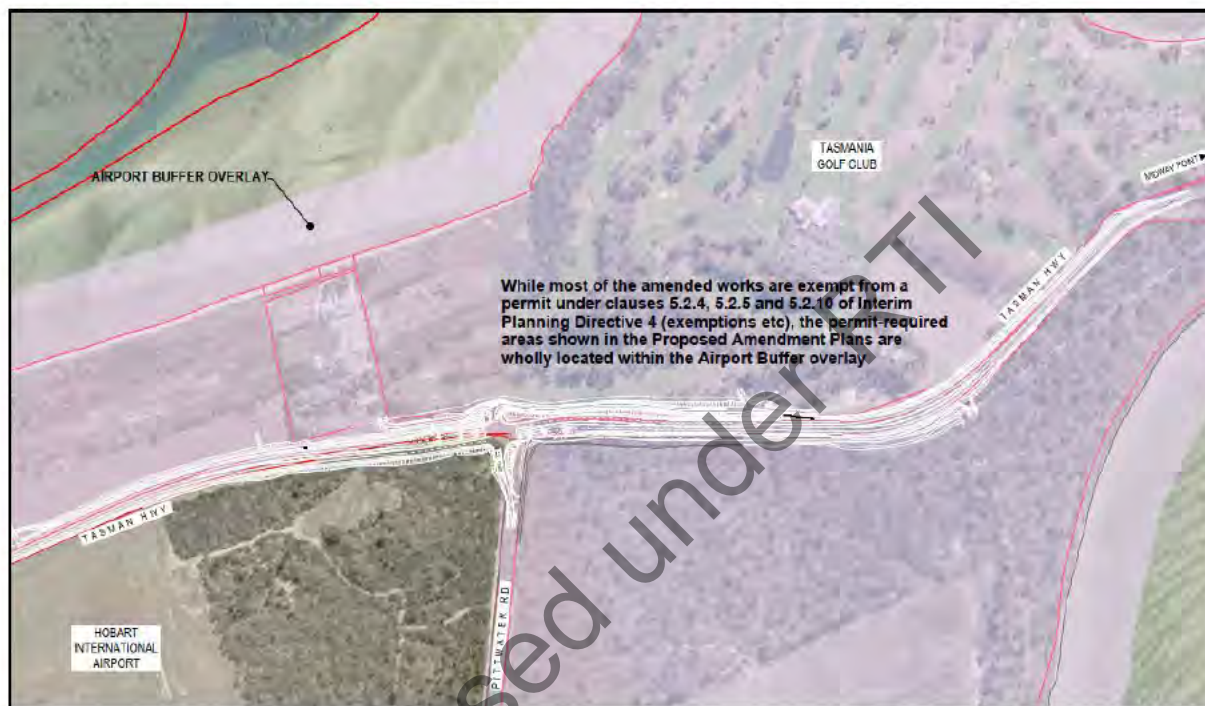 TASMANIA
GOLF CLUB
MIDWAY POINT
AIRPORT BUFFER OVERLAY
While most of the amended works are exempt from a
permit under clauses 5.2.4, 5.2.5 and 5.2.10 of Interim
Planning Directive 4 (exemptions etc), the permit-required
areas shown in the Proposed Amendment Plans are
wholly located within the Airport Buffer overlay
TASMAN HWY
TASMAN HWY
HOBART
INTERNATIONAL
AIRPORT
PITTWATER RD
sed under RTI